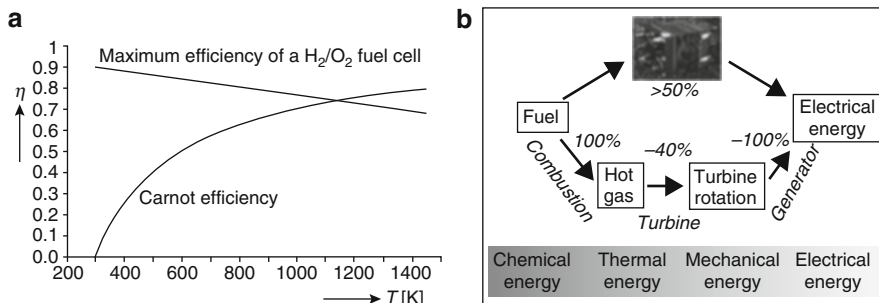 a
Maximum efficiency of a H2/O2 fuel cell
1
0.9
0.8
0.7
0.6
0.5
0.4
0.3
0.2
0.1
0.0
η
Carnot efficiency
200 400 600 800 1000 1200 1400
T [K]
b
>50%
Fuel
Electrical
energy
100%
–40%
–100%
Combustion
Hot
gas
Turbine
rotation
Generator
Turbine
Chemical
energy
Thermal
energy
Mechanical
energy
Electrical
energy